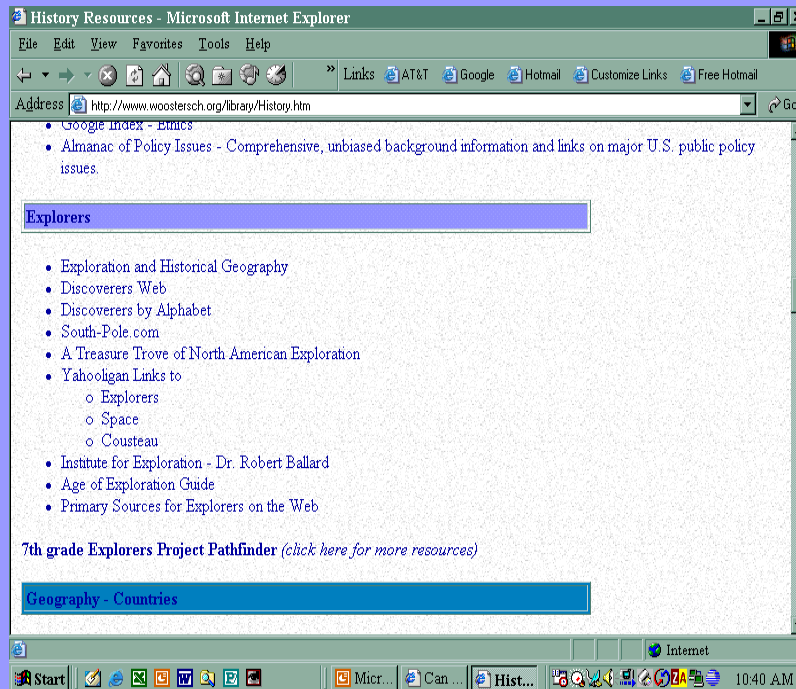 History Resources - Microsoft Internet Explorer
File Edit View Favorites Tools Help
» Links AT&T Google Hotmail Customize Links Free Hotmail
Address http://www.woostersch.org/library/History.htm Go
Google Index - Ethics
Almanac of Policy Issues - Comprehensive, unbiased background information and links on major U.S. public policy
issues.
Explorers
Exploration and Historical Geography
Discoverers Web
Discoverers by Alphabet
South-Pole.com
A Treasure Trove of North American Exploration
Yahooligan Links to
Explorers
Space
Cousteau
Institute for Exploration - Dr. Robert Ballard
Age of Exploration Guide
Primary Sources for Explorers on the Web
7th grade Explorers Project Pathfinder (click here for more resources)
Geography - Countries
Internet
Start Micr... Can ... Hist... ZA 10:40 AM